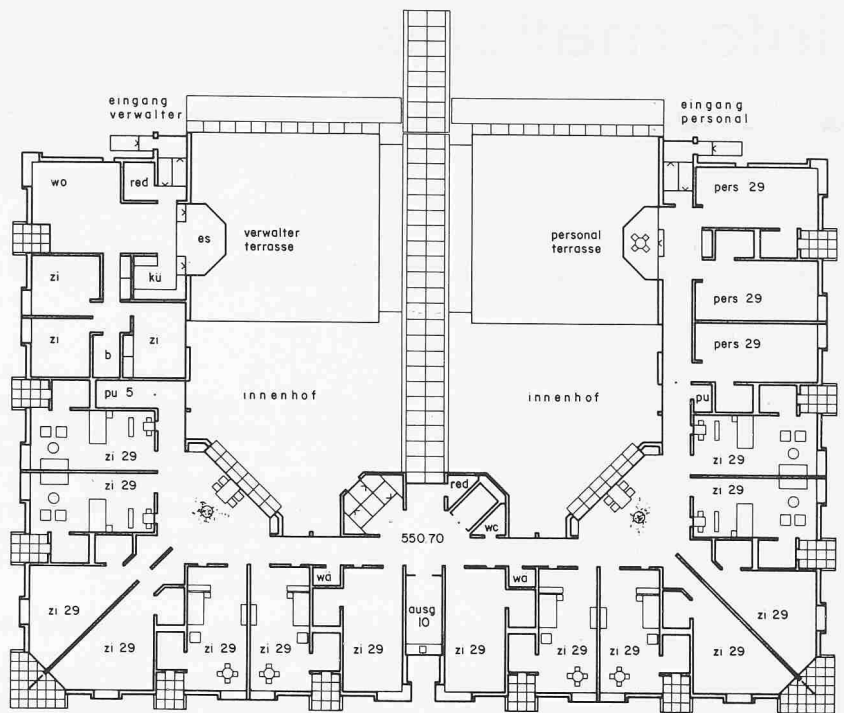 eingang
verwalter
eingang
personal
wo
red
pers 29
es
verwalter
terrasse
personal
terrasse
zi
kü
pers 29
zi
b
zi
pers 29
pu 5
innenhof
innenhof
pu
zi 29
zi 29
zi 29
zi 29
red
wc
550.70
wa
wa
zi 29
ausg
10
zi 29
zi 29
zi 29
zi 29
zi 29
zi 29
zi 29
zi 29
zi 29